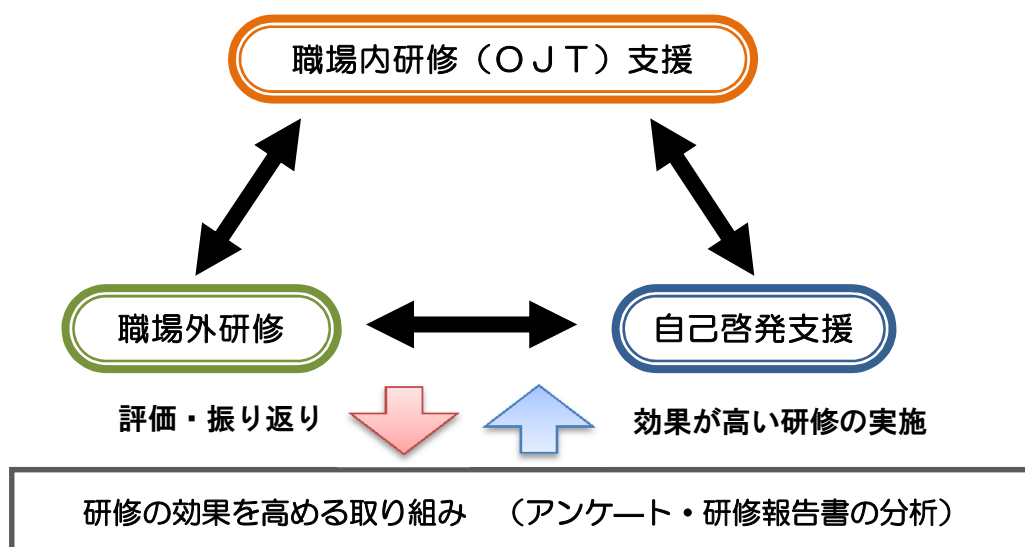 職場内研修（ＯＪＴ）支援
職場外研修
自己啓発支援
評価・振り返り
効果が高い研修の実施
研修の効果を高める取り組み　（アンケート・研修報告書の分析）